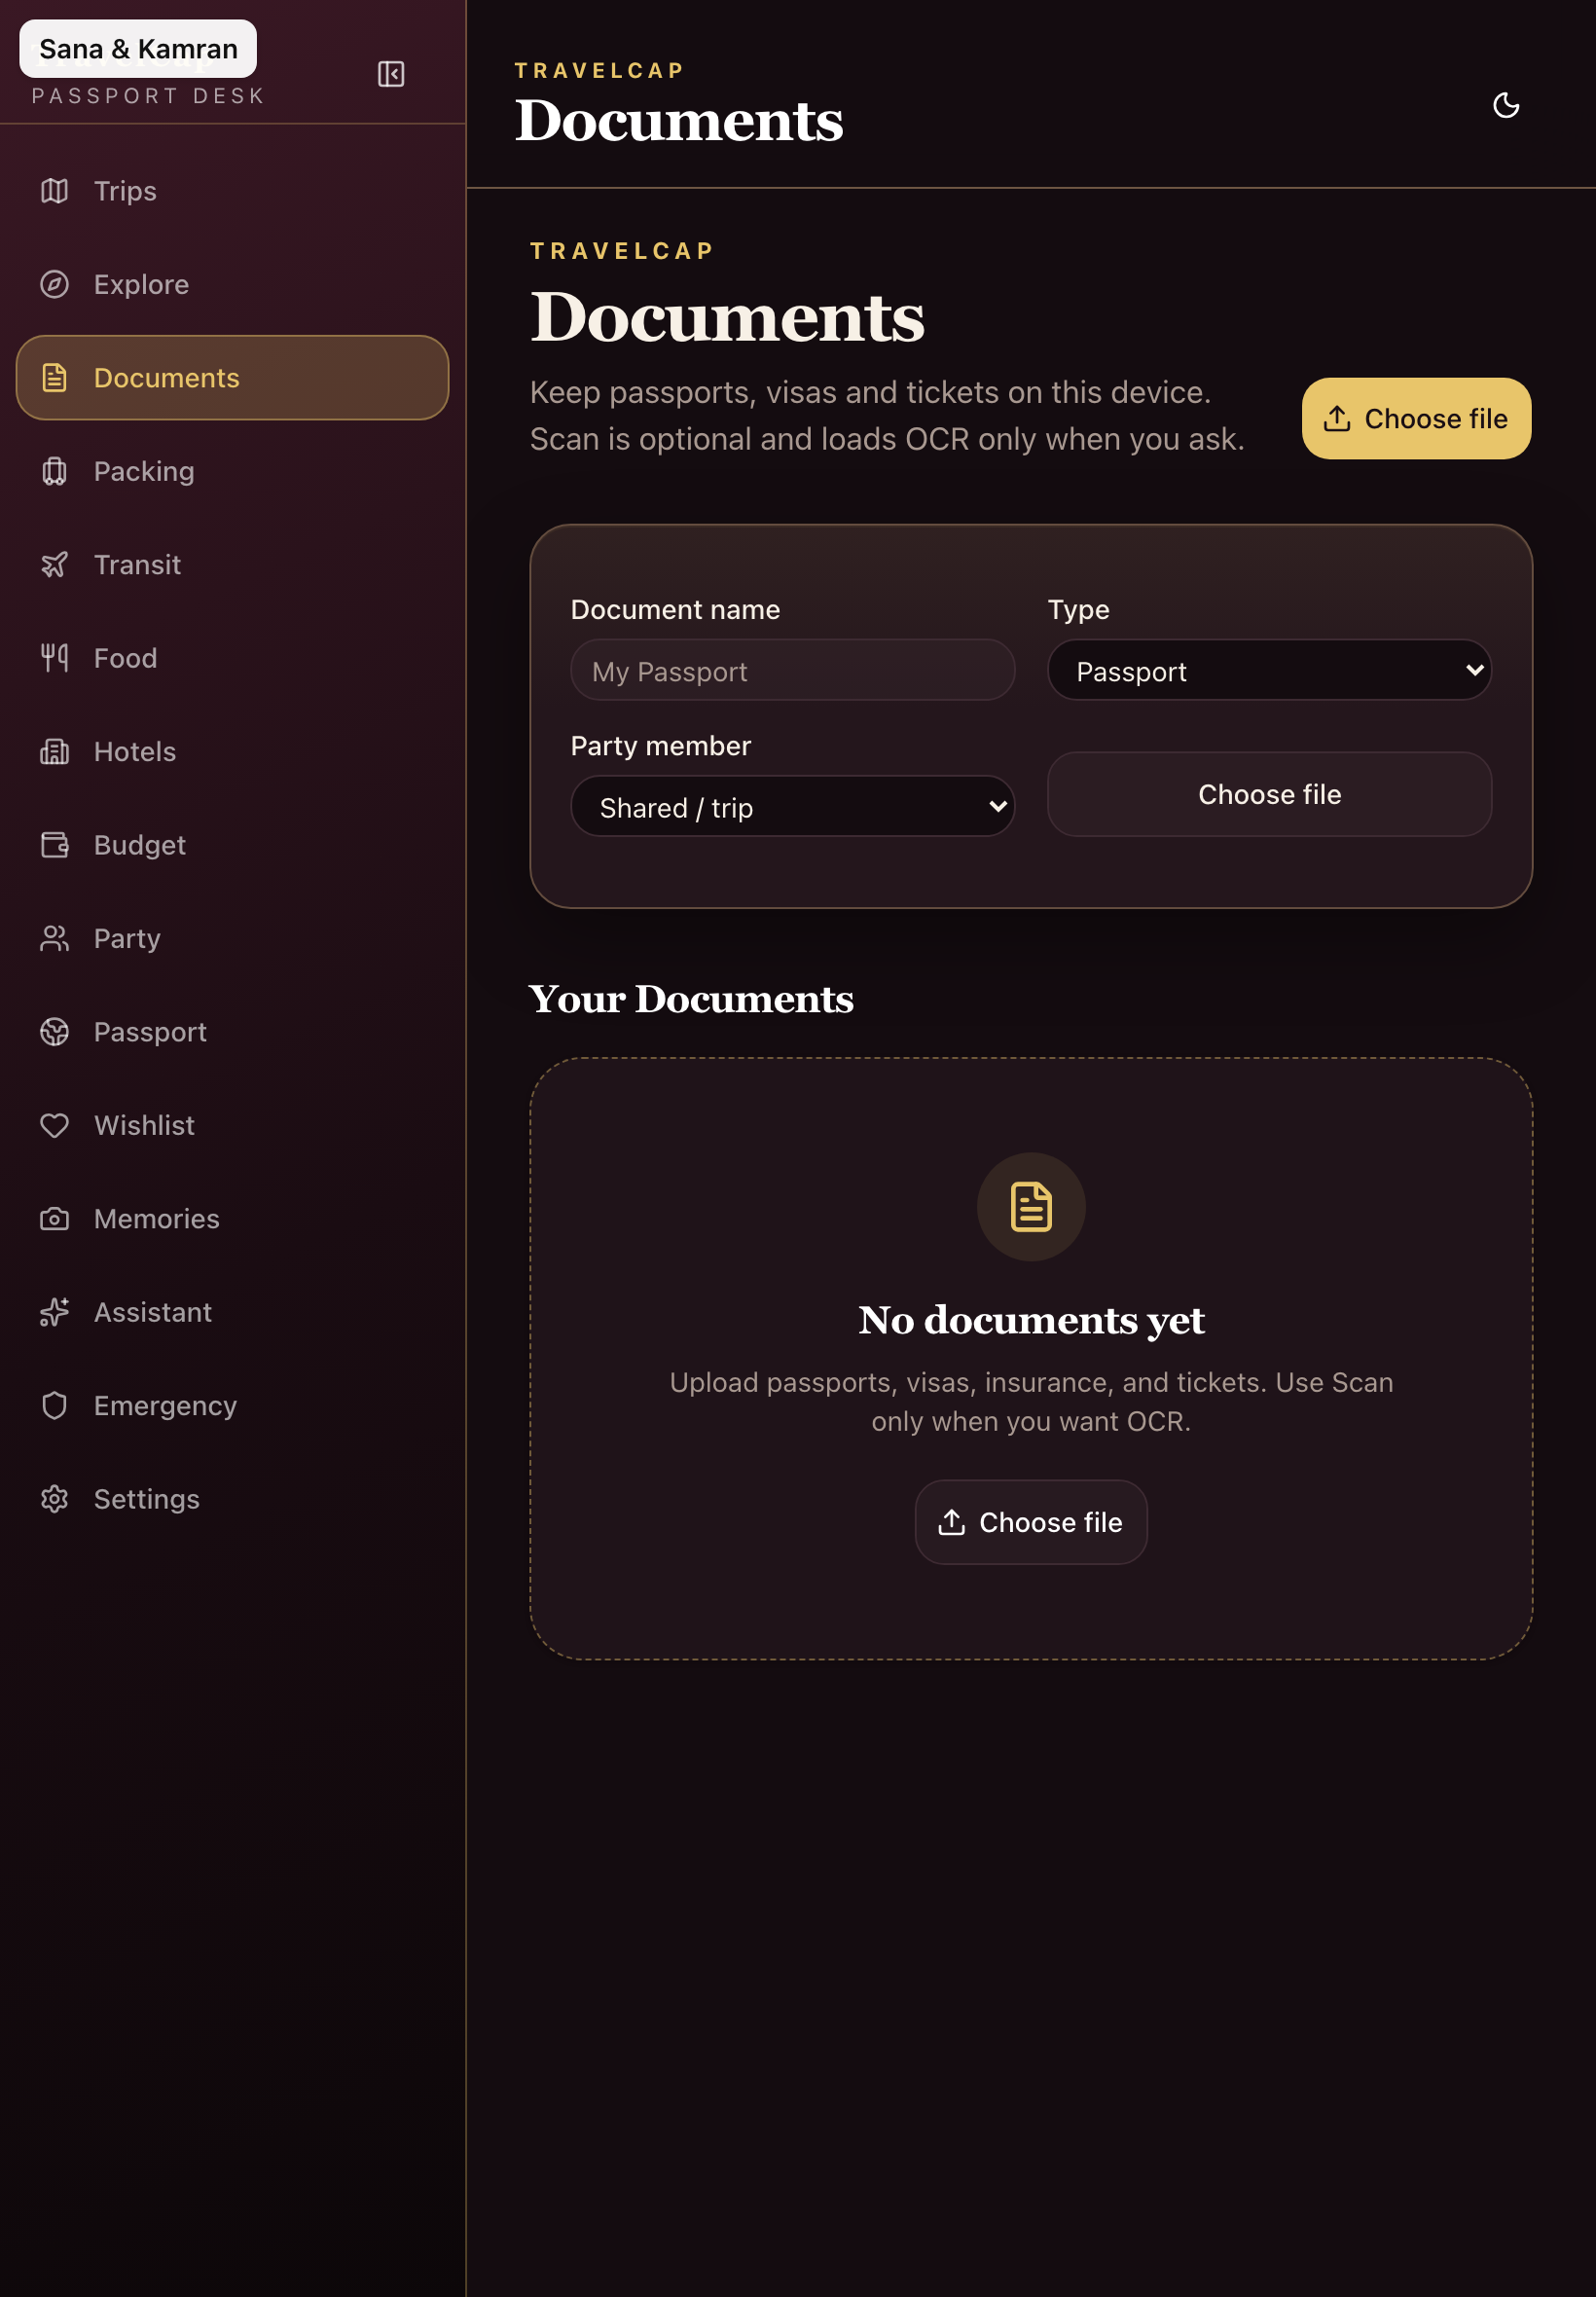 Sana & Kamran
PASSPORT DESK
Trips
Explore
Documents
Packing
Transit
Food
Hotels
Budget
Party
Passport
Wishlist
Memories
Assistant
Emergency
Settings
TRAVELCAP
Documents
TRAVELCAP
Documents
Keep passports, visas and tickets on this device.
Scan is optional and loads OCR only when you ask.
Choose file
Document name
My Passport
Type
Passport
Party member
Shared / trip
Choose file
Your Documents
No documents yet
Upload passports, visas, insurance, and tickets. Use Scan
only when you want OCR.
Choose file